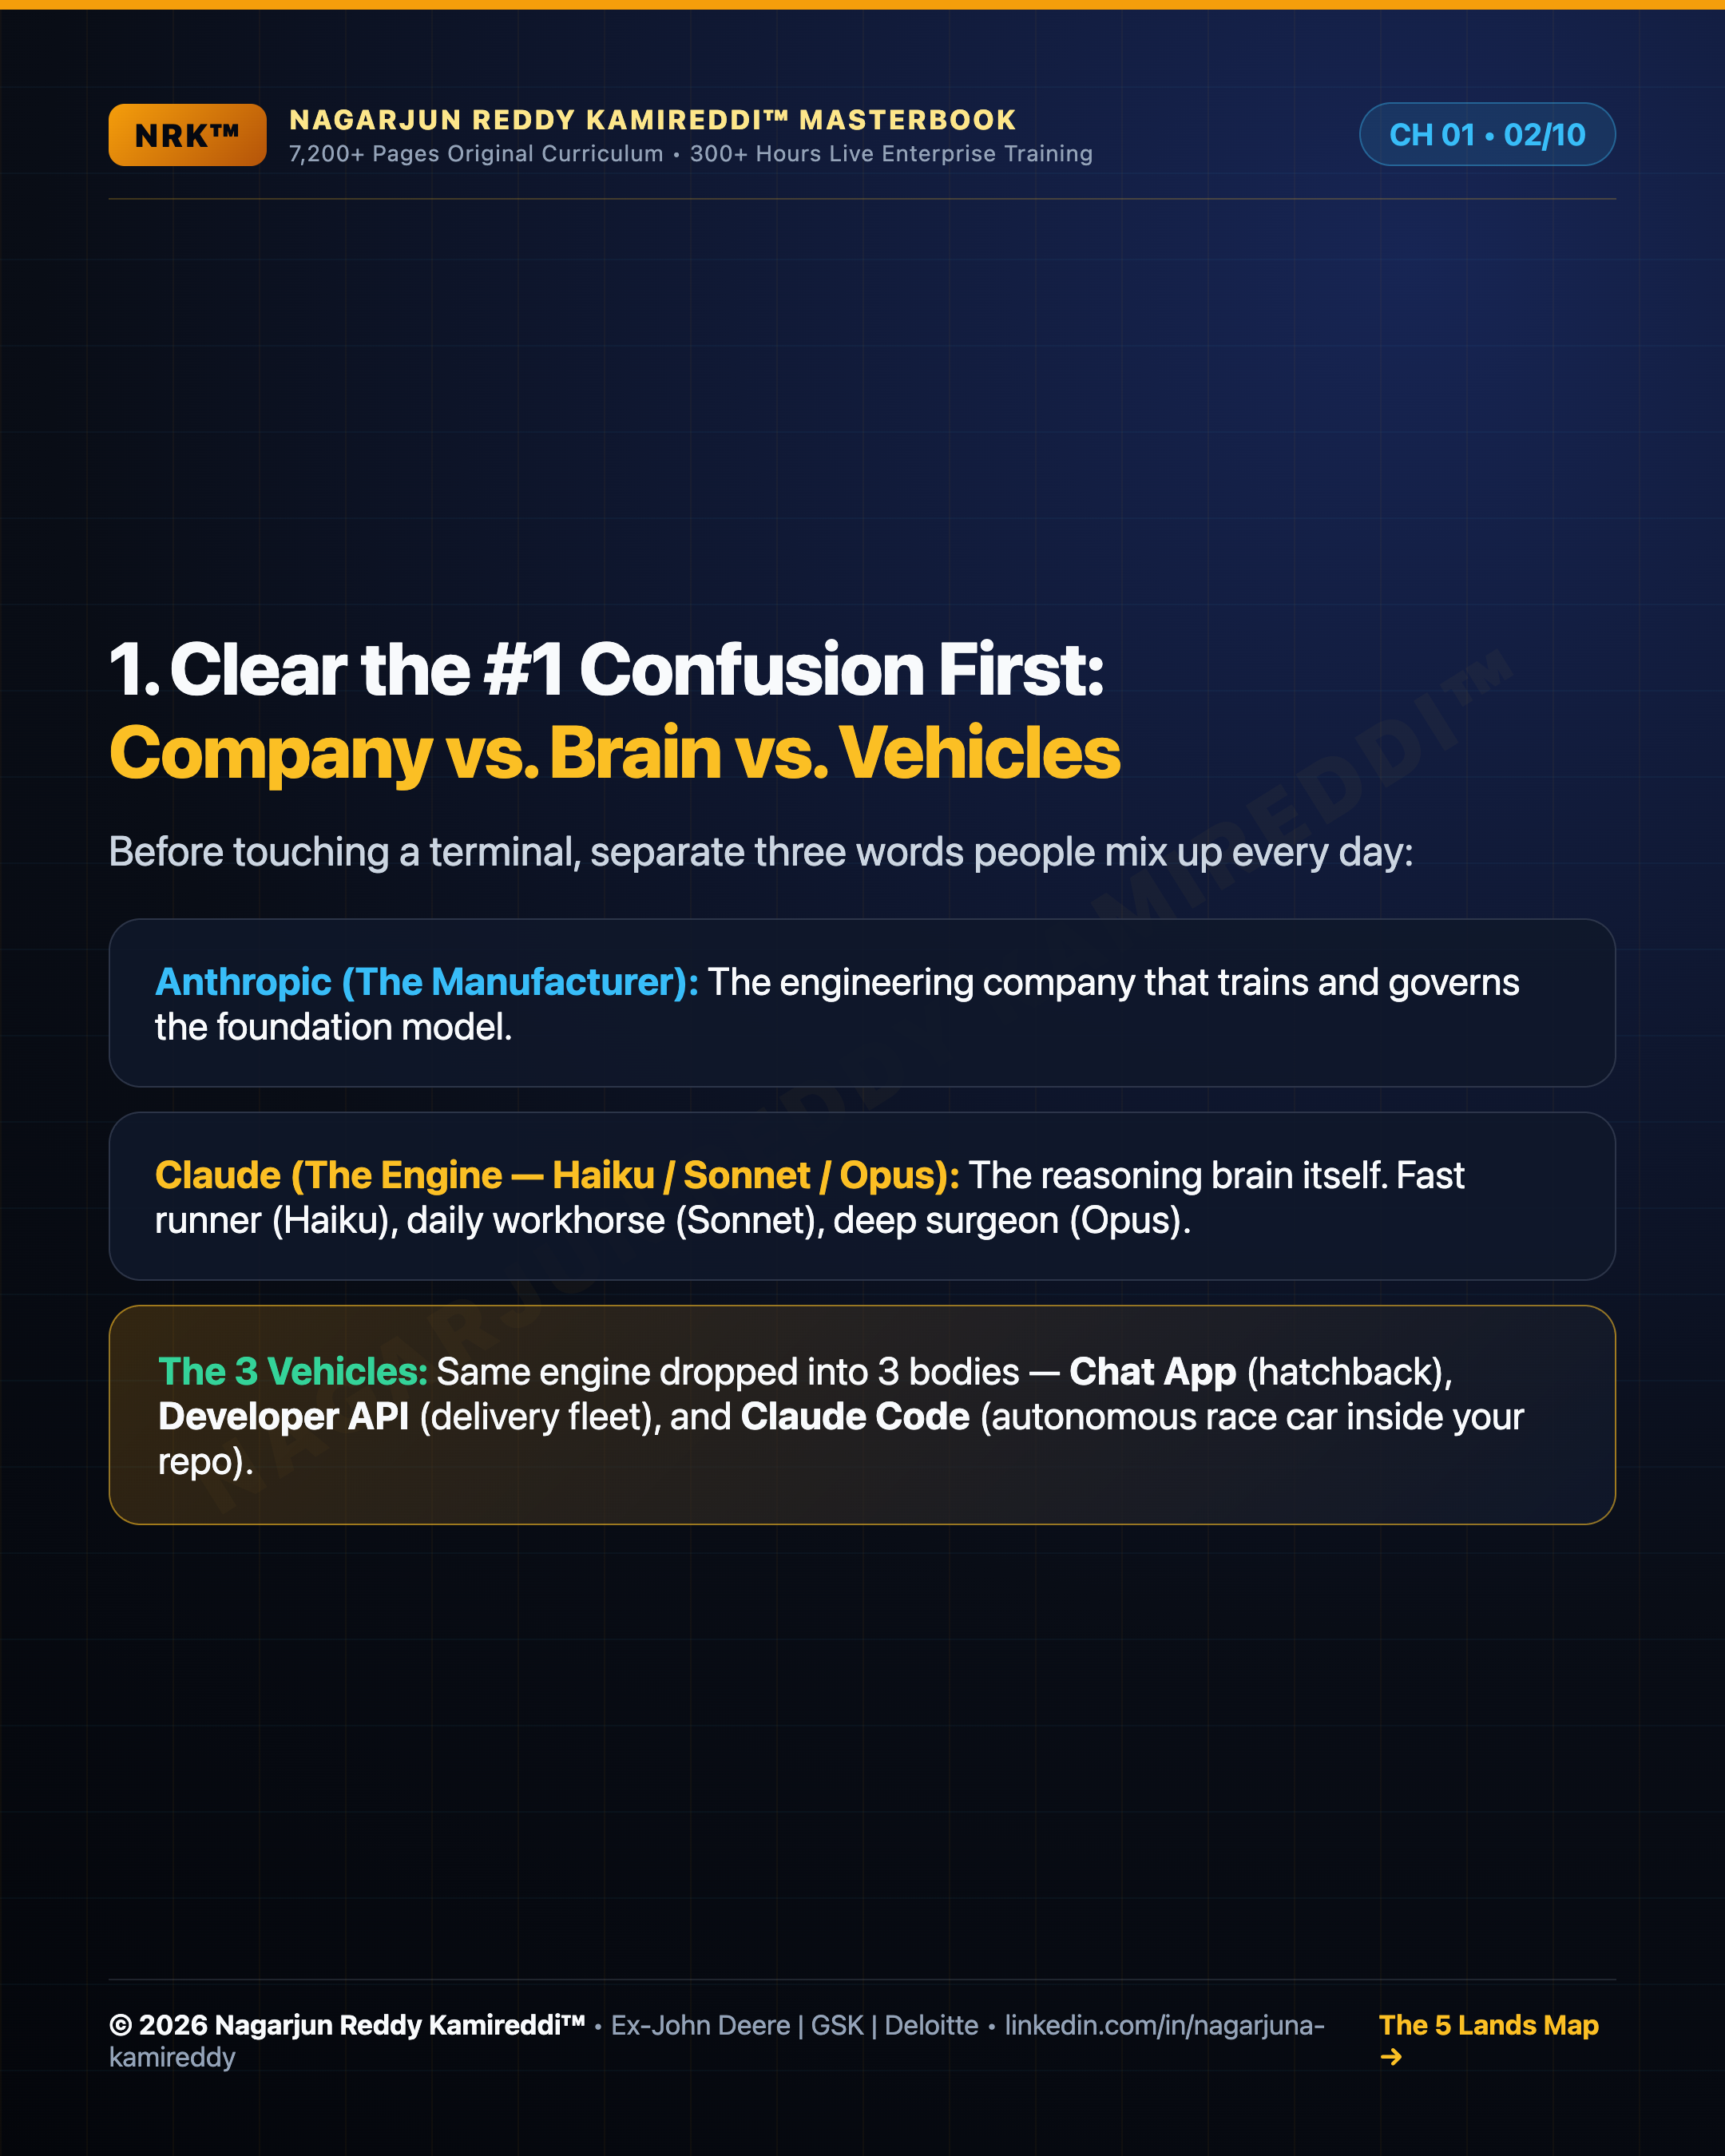 NRK™
NAGARJUN REDDY KAMIREDDI™ MASTERBOOK
7,200+ Pages Original Curriculum • 300+ Hours Live Enterprise Training
CH 01 • 02/10
1. Clear the #1 Confusion First:
Company vs. Brain vs. Vehicles
Before touching a terminal, separate three words people mix up every day:
Anthropic (The Manufacturer): The engineering company that trains and governs
the foundation model.
Claude (The Engine — Haiku / Sonnet / Opus): The reasoning brain itself. Fast
runner (Haiku), daily workhorse (Sonnet), deep surgeon (Opus).
The 3 Vehicles: Same engine dropped into 3 bodies — Chat App (hatchback),
Developer API (delivery fleet), and Claude Code (autonomous race car inside your
repo).
© 2026 Nagarjun Reddy Kamireddi™ • Ex-John Deere | GSK | Deloitte • linkedin.com/in/nagarjuna-
kamireddy
The 5 Lands Map
→